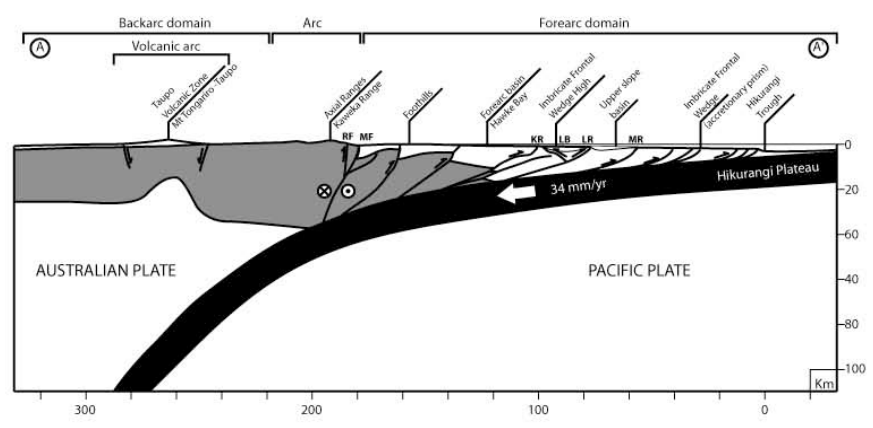 Backarc domain
Arc
Forearc domain
A
Volcanic arc
A'
Taupo
Volcanic Zone
Mt Tongariro-Taupo
Axial Ranges
Kaweka Range
Foothills
Forearc basin
Hawke Bay
Imbricate Frontal
Wedge High
Upper slope
basin
Imbricate Frontal
Wedge
(accretionary prism)
Hikurangi
Trough
RF MF
KR
LB
LR
MR
0
20
60
40
80
100
Km
34 mm/yr
Hikurangi Plateau
AUSTRALIAN PLATE
PACIFIC PLATE
300
200
100
0